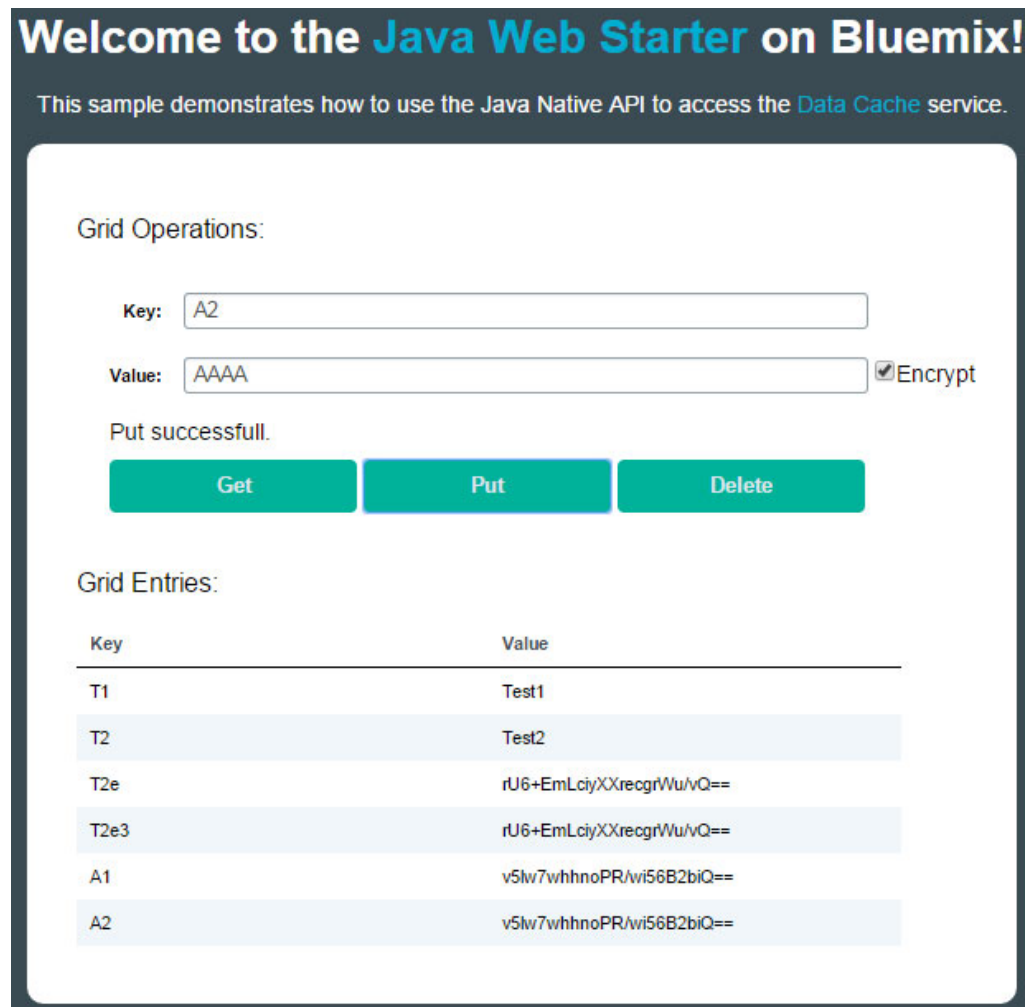 Welcome to the Java Web Starter on Bluemix!
This sample demonstrates how to use the Java Native API to access the Data Cache service.
Grid Operations:
Key: A2
Value: AAAA Encrypt
Put successfull.
Get Put Delete
Grid Entries:
Key Value
T1 Test1
T2 Test2
T2e rU6+EmLciyXXrecgrWu/vQ==
T2e3 rU6+EmLciyXXrecgrWu/vQ==
A1 v5lw7whhnoPR/wi56B2biQ==
A2 v5lw7whhnoPR/wi56B2biQ==